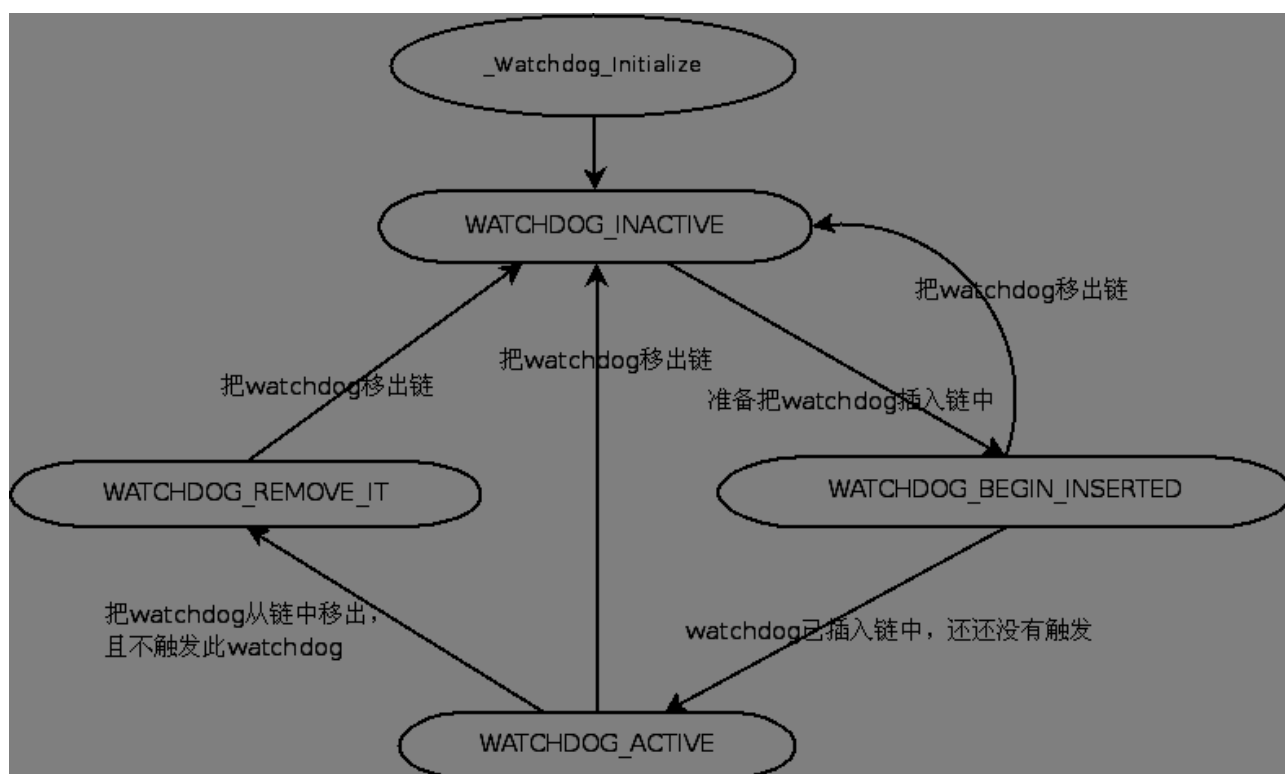 _Watchdog_Initialize
WATCHDOG_INACTIVE
把watchdog移出链
把watchdog移出链
把watchdog移出链
准备把watchdog插入链中
WATCHDOG_REMOVE_IT
WATCHDOG_BEGIN_INSERTED
把watchdog从链中移出，
且不触发此watchdog
watchdog已插入链中，还还没有触发
WATCHDOG_ACTIVE